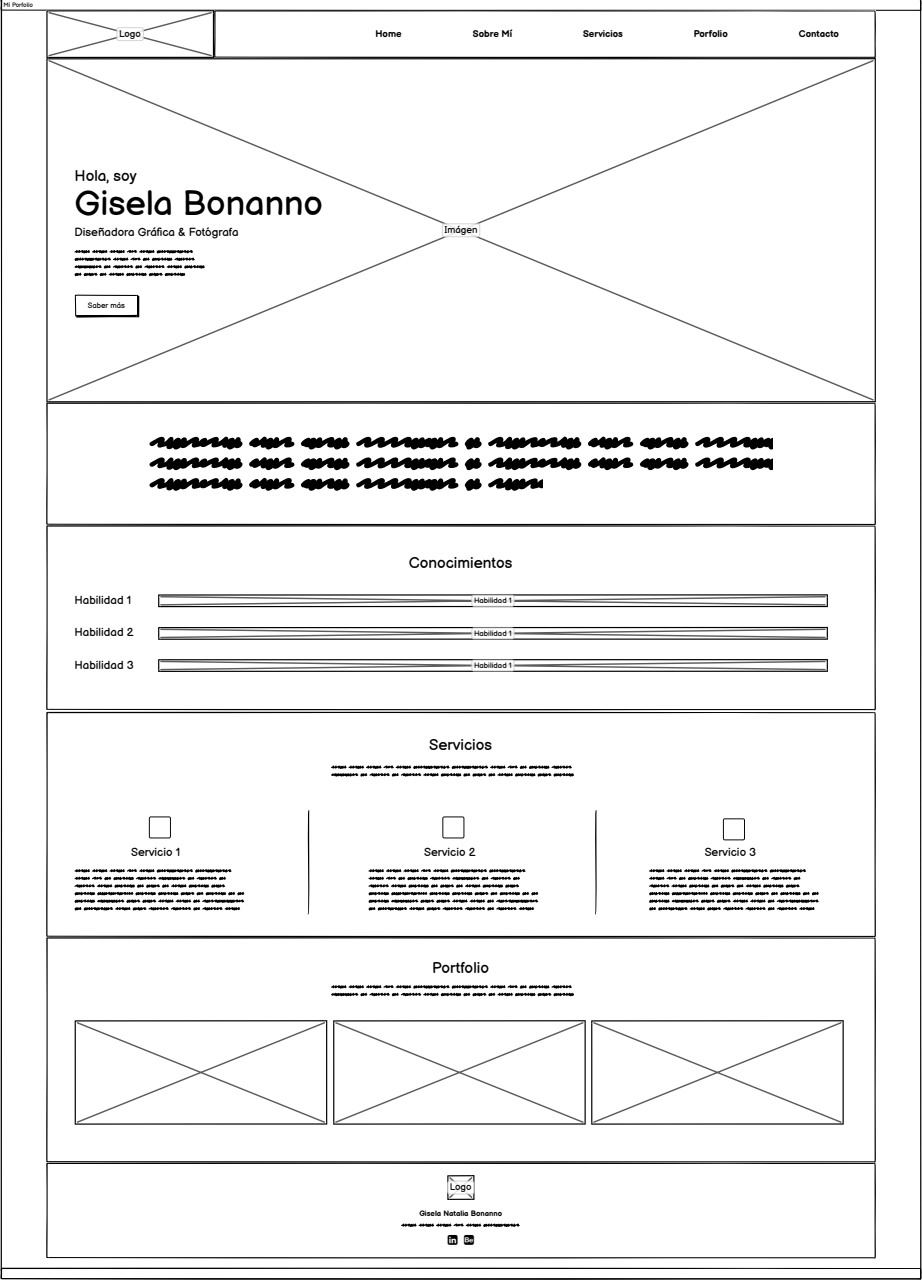 Mi Porfolio
Logo
Home Sobre Mí Servicios Porfolio Contacto
Hola, soy
Gisela Bonanno
Imágen
Diseñadora Gráfica & Fotógrafa
Saber más
Conocimientos
Habilidad 1 Habilidad 1
Habilidad 2 Habilidad 1
Habilidad 3 Habilidad 1
Servicios
Servicio 1 Servicio 2 Servicio 3
Portfolio
Logo
Gisela Natalia Bonanno
in Be